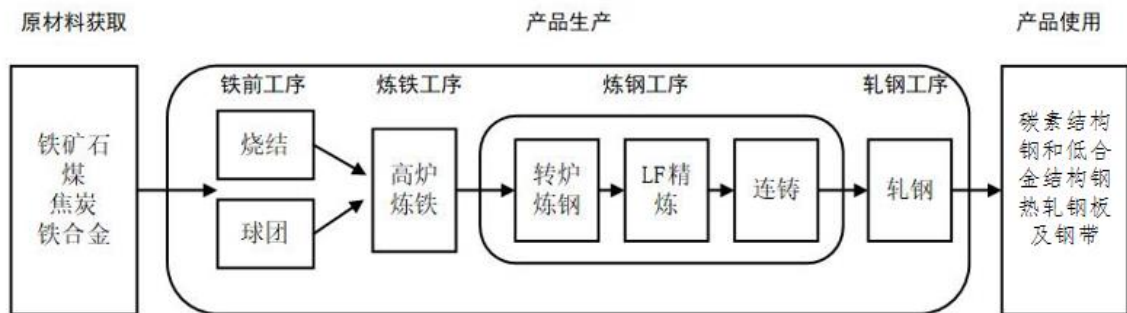 原材料获取
产品生产
产品使用
铁前工序
炼铁工序
炼钢工序
轧钢工序
铁矿石
煤
焦炭
铁合金
烧结
球团
高炉
炼铁
转炉
炼钢
LF精
炼
连铸
轧钢
碳素结构
钢和低合
金结构钢
热轧钢板
及钢带